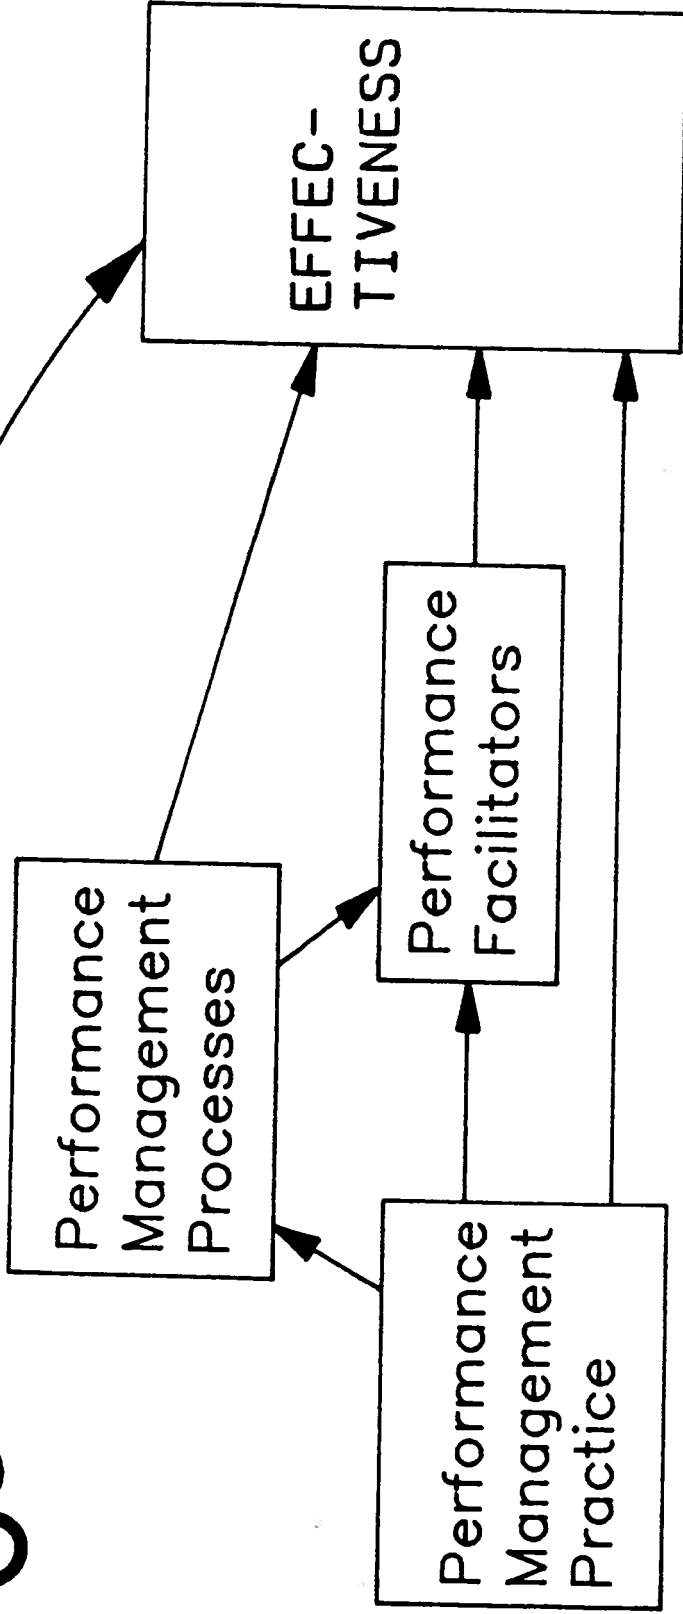 Performance
Management
Processes
Performance
Management
Practice
Performance
Facilitators
EFFEC-
TIVENESS